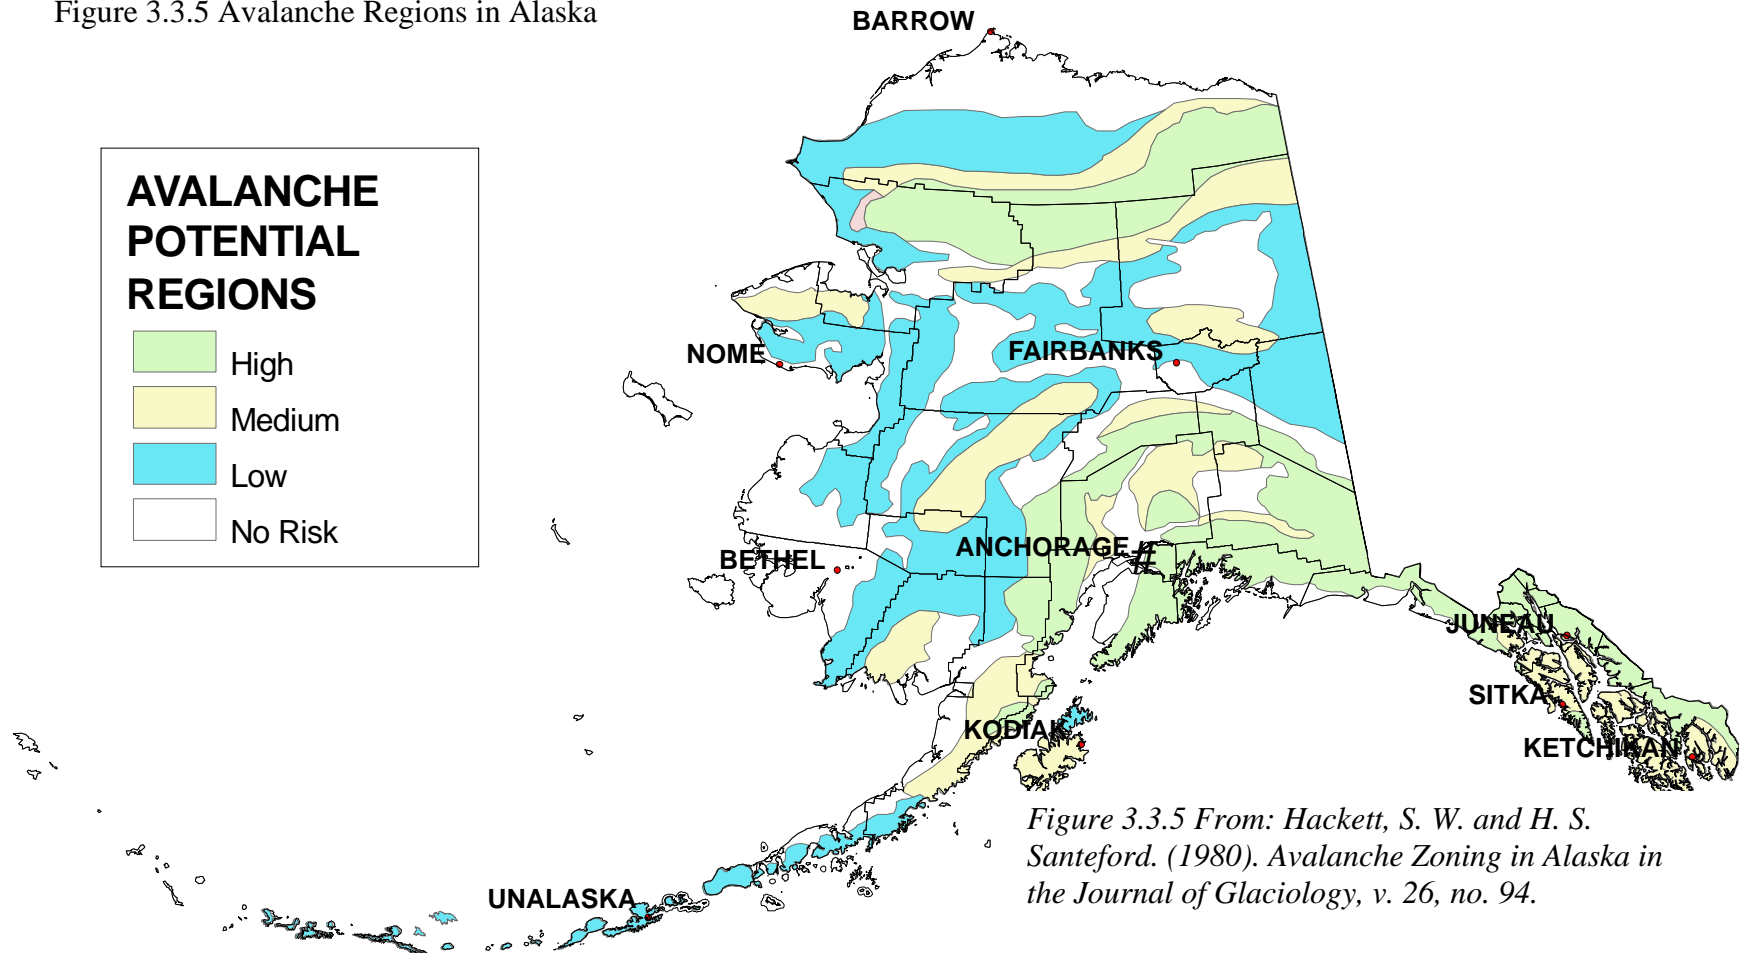 Figure 3.3.5 Avalanche Regions in Alaska
BARROW
AVALANCHE
POTENTIAL
REGIONS
High
Medium
Low
No Risk
NOME
FAIRBANKS
BETHEL
ANCHORAGE
#
JUNEAU
SITKA
KODIAK
KETCHIKAN
UNALASKA
Figure 3.3.5 From: Hackett, S. W. and H. S.
Santeford. (1980). Avalanche Zoning in Alaska in
the Journal of Glaciology, v. 26, no. 94.